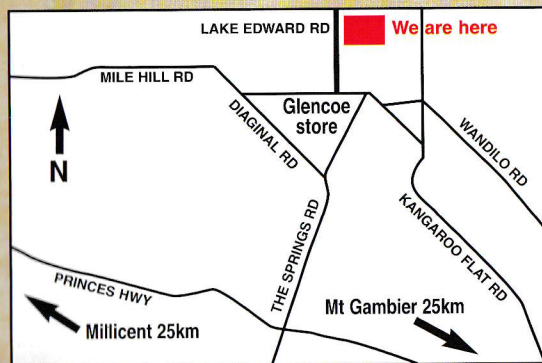 LAKE EDWARD RD
We are here
MILE HILL RD
Glencoe
store
DIAGINAL RD
WANDILO RD
N
KANGAROO FLAT RD
THE SPRINGS RD
PRINCES HWY
Mt Gambier 25km
Millicent 25km